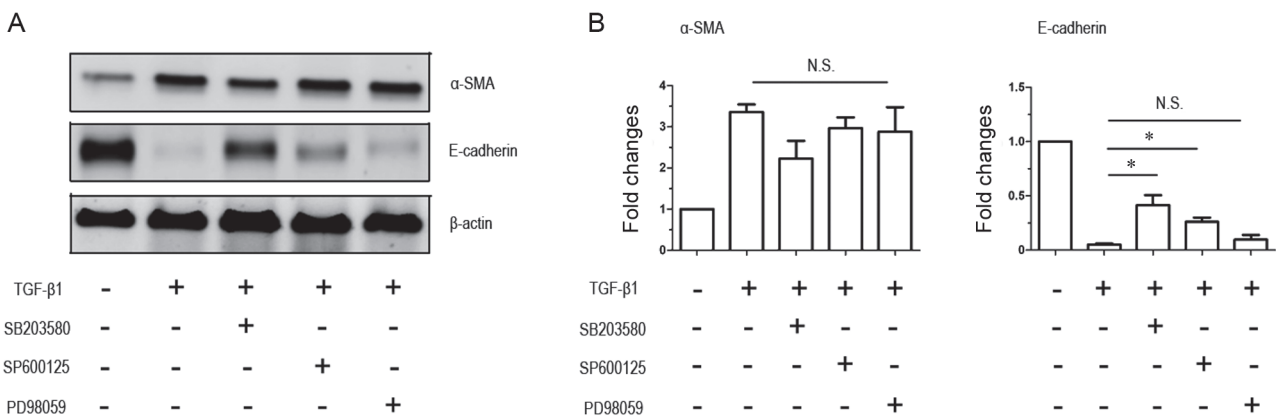 A
α-SMA
E-cadherin
β-actin
TGF-β1 - + + + +
SB203580 - - + - -
SP600125 - - - + -
PD98059 - - - - +
B
α-SMA
N.S.
Fold changes
4
3
2
1
0
TGF-β1 - + + + +
SB203580 - - + - -
SP600125 - - - + -
PD98059 - - - - +
E-cadherin
N.S.
*
*
Fold changes
1.5
1.0
0.5
0
- + + + +
- - + - -
- - - + -
- - - - +